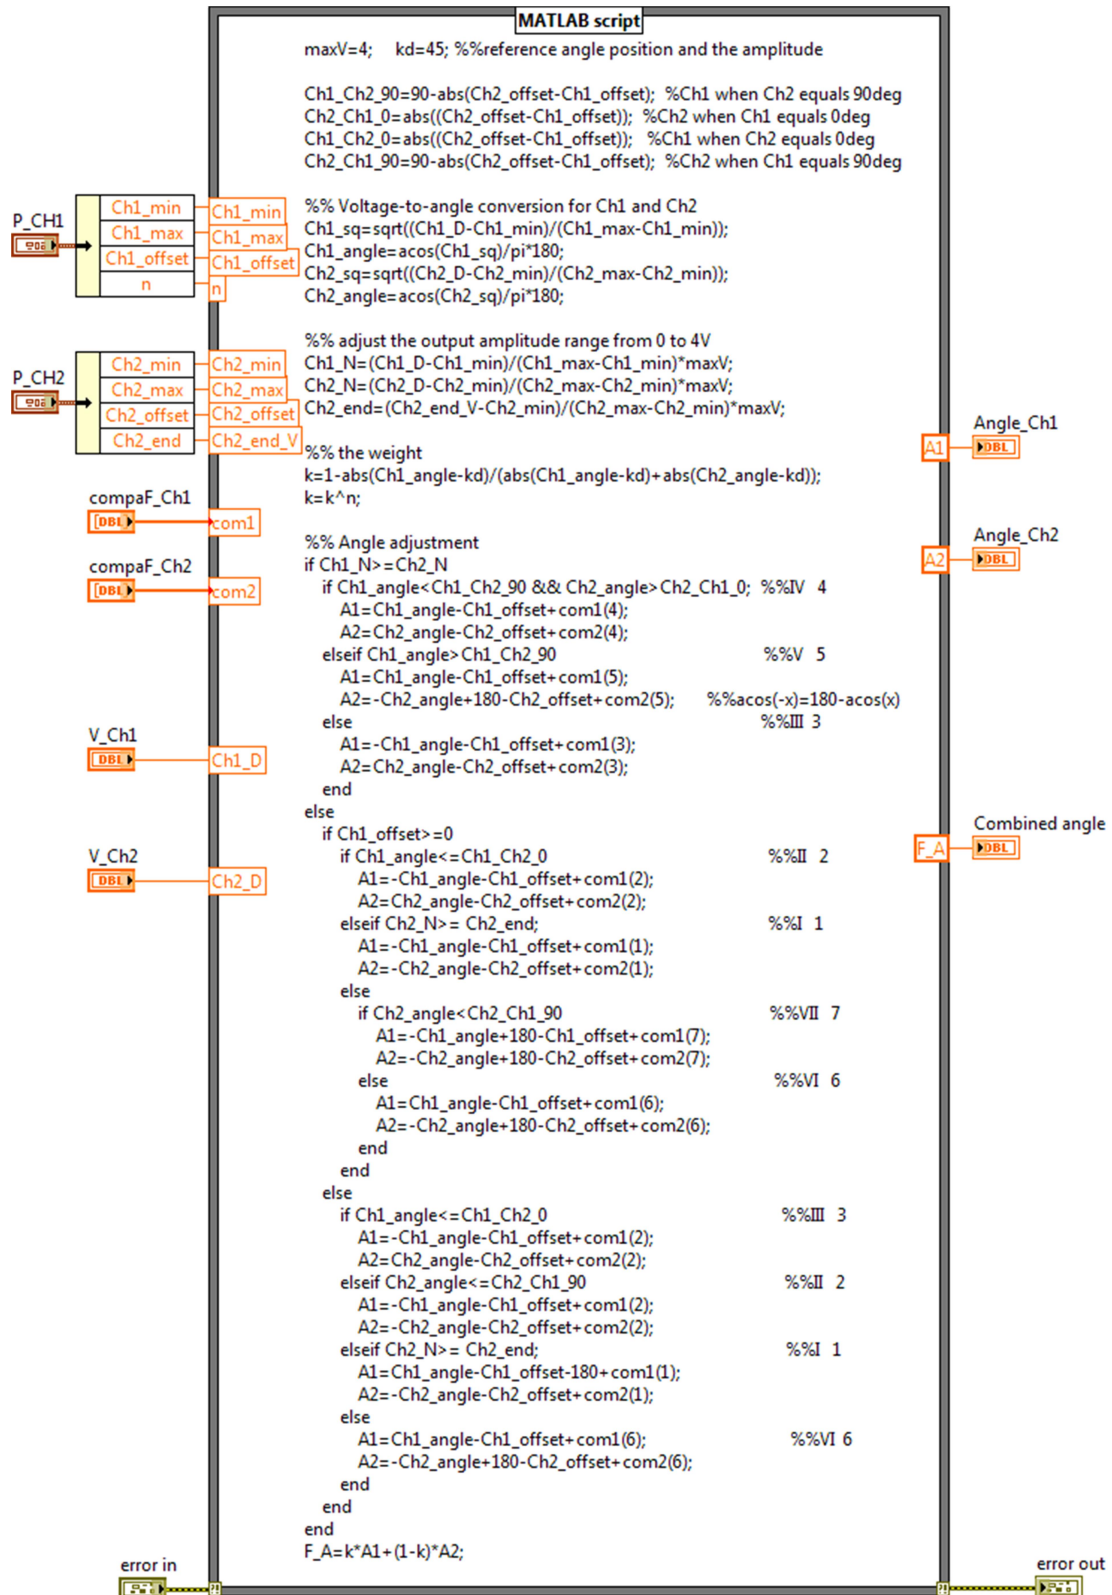 MATLAB script
maxV=4; kd=45; %%reference angle position and the amplitude
Ch1_Ch2_90=90-abs(Ch2_offset-Ch1_offset); %Ch1 when Ch2 equals 90deg
Ch2_Ch1_0=abs((Ch2_offset-Ch1_offset)); %Ch2 when Ch1 equals 0deg
Ch1_Ch2_0=abs((Ch2_offset-Ch1_offset)); %Ch1 when Ch2 equals 0deg
Ch2_Ch1_90=90-abs(Ch2_offset-Ch1_offset); %Ch2 when Ch1 equals 90deg
%% Voltage-to-angle conversion for Ch1 and Ch2
Ch1_sq=sqrt((Ch1_D-Ch1_min)/(Ch1_max-Ch1_min));
Ch1_angle=acos(Ch1_sq)/pi*180;
Ch2_sq=sqrt((Ch2_D-Ch2_min)/(Ch2_max-Ch2_min));
Ch2_angle=acos(Ch2_sq)/pi*180;
%% adjust the output amplitude range from 0 to 4V
Ch1_N=(Ch1_D-Ch1_min)/(Ch1_max-Ch1_min)*maxV;
Ch2_N=(Ch2_D-Ch2_min)/(Ch2_max-Ch2_min)*maxV;
Ch2_end=(Ch2_end_V-Ch2_min)/(Ch2_max-Ch2_min)*maxV;
%% the weight
k=1-abs(Ch1_angle-kd)/(abs(Ch1_angle-kd)+abs(Ch2_angle-kd));
k=k^n;
%% Angle adjustment
if Ch1_N>=Ch2_N
if Ch1_angle<Ch1_Ch2_90 && Ch2_angle>Ch2_Ch1_0; %%IV 4
A1=Ch1_angle-Ch1_offset+com1(4);
A2=Ch2_angle-Ch2_offset+com2(4);
elseif Ch1_angle>Ch1_Ch2_90 %%V 5
A1=Ch1_angle-Ch1_offset+com1(5);
A2=-Ch2_angle+180-Ch2_offset+com2(5); %%acos(-x)=180-acos(x)
else %%III 3
A1=-Ch1_angle-Ch1_offset+com1(3);
A2=Ch2_angle-Ch2_offset+com2(3);
end
else
if Ch1_offset>=0
if Ch1_angle<=Ch1_Ch2_0 %%II 2
A1=-Ch1_angle-Ch1_offset+com1(2);
A2=Ch2_angle-Ch2_offset+com2(2);
elseif Ch2_N>= Ch2_end; %%I 1
A1=-Ch1_angle-Ch1_offset+com1(1);
A2=-Ch2_angle-Ch2_offset+com2(1);
else
if Ch2_angle<Ch2_Ch1_90 %%VII 7
A1=-Ch1_angle+180-Ch1_offset+com1(7);
A2=-Ch2_angle+180-Ch2_offset+com2(7);
else %%VI 6
A1=Ch1_angle-Ch1_offset+com1(6);
A2=-Ch2_angle+180-Ch2_offset+com2(6);
end
end
else
if Ch1_angle<=Ch1_Ch2_0 %%III 3
A1=-Ch1_angle-Ch1_offset+com1(2);
A2=Ch2_angle-Ch2_offset+com2(2);
elseif Ch2_angle<=Ch2_Ch1_90 %%II 2
A1=-Ch1_angle-Ch1_offset+com1(2);
A2=-Ch2_angle-Ch2_offset+com2(2);
elseif Ch2_N>= Ch2_end; %%I 1
A1=Ch1_angle-Ch1_offset-180+com1(1);
A2=-Ch2_angle-Ch2_offset+com2(1);
else
A1=Ch1_angle-Ch1_offset+com1(6); %%VI 6
A2=-Ch2_angle+180-Ch2_offset+com2(6);
end
end
end
F_A=k*A1+(1-k)*A2;
P_CH1
Ch1_min Ch1_min
Ch1_max Ch1_max
Ch1_offset Ch1_offset
n n
P_CH2
Ch2_min Ch2_min
Ch2_max Ch2_max
Ch2_offset Ch2_offset
Ch2_end Ch2_end_V
compaF_Ch1
[DBL com1
compaF_Ch2
[DBL com2
V_Ch1
DBL Ch1_D
V_Ch2
DBL Ch2_D
error in
Angle_Ch1
A1 DBL
Angle_Ch2
A2 DBL
Combined angle
F_A DBL
error out